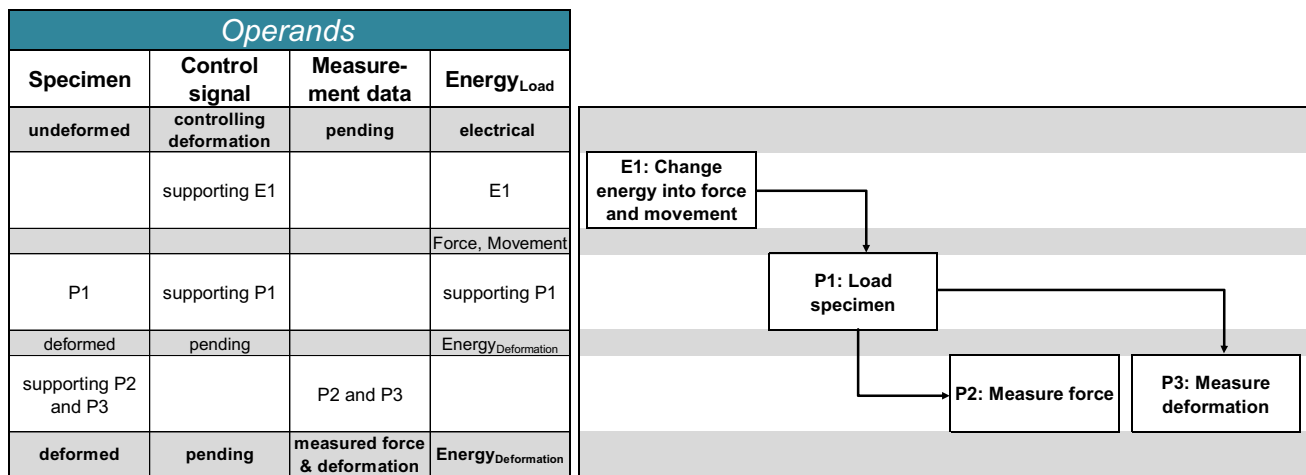 Operands
Specimen
Control
signal
Measure-
ment data
EnergyLoad
undeformed
controlling
deformation
pending
electrical
supporting E1
E1
E1: Change
energy into force
and movement
Force, Movement
P1
supporting P1
supporting P1
P1: Load
specimen
deformed
pending
EnergyDeformation
supporting P2
and P3
P2 and P3
P2: Measure force
P3: Measure
deformation
deformed
pending
measured force
& deformation
EnergyDeformation